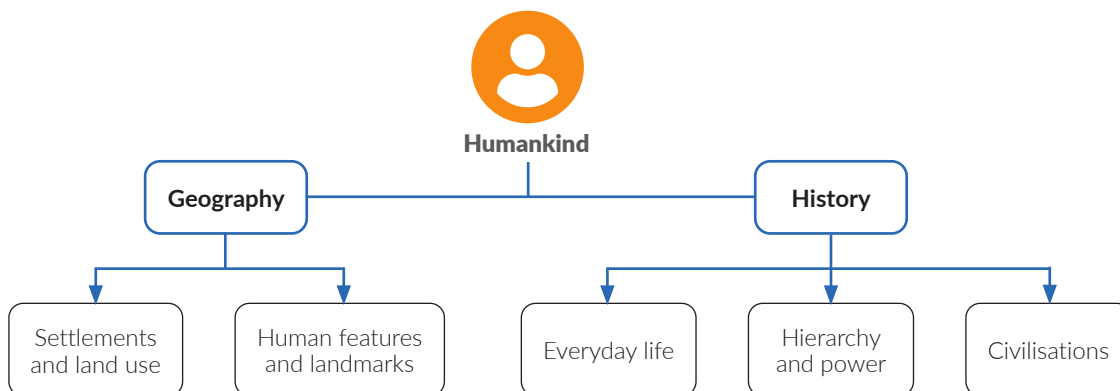 Humankind
Geography
History
Settlements
and land use
Human features
and landmarks
Everyday life
Hierarchy
and power
Civilisations